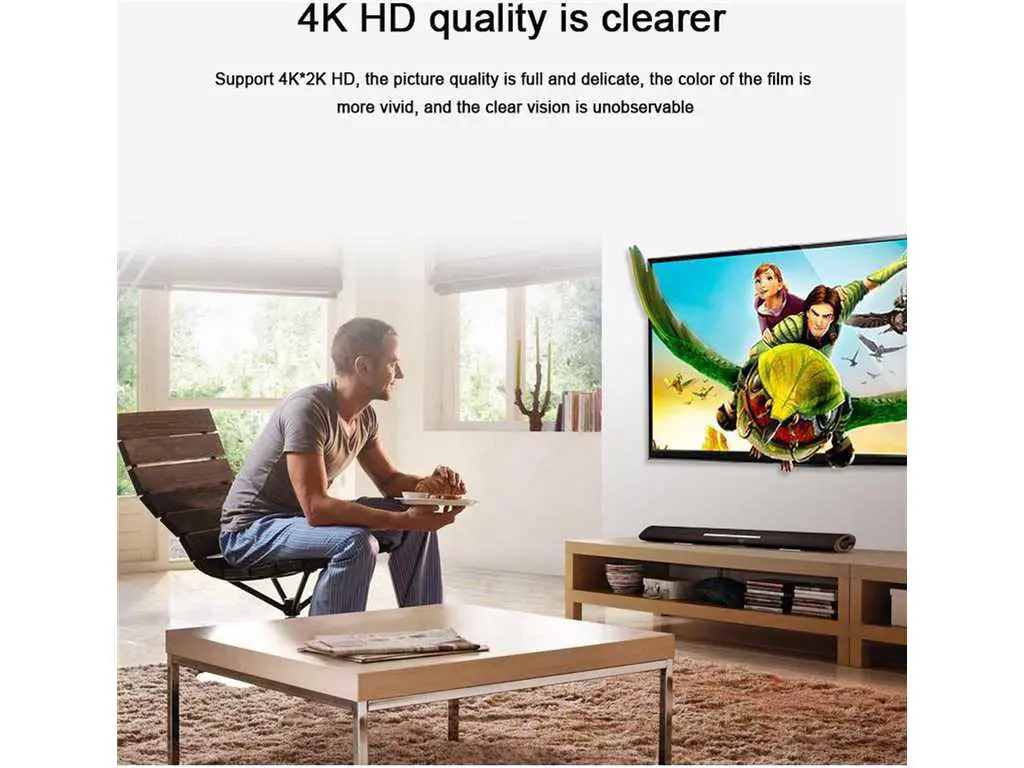 4K HD quality is clearer
Support 4K*2K HD, the picture quality is full and delicate, the color of the film is
more vivid, and the clear vision is unobservable